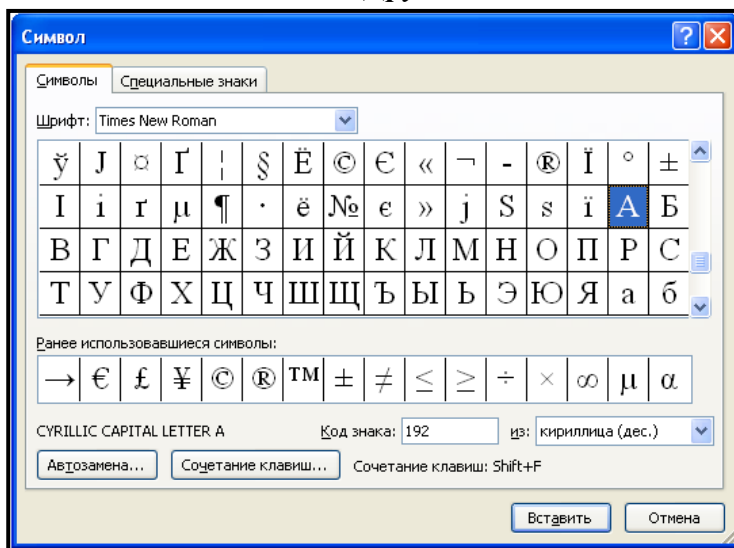 Символ
Символы Специальные знаки
Шрифт: Times New Roman
ў Ј ¤ Ґ ¦ § Ё © Є « ¬ - ® Ї ° ±
І і ґ µ ¶ · ё № є » ј Ѕ ѕ ї А Б
В Г Д Е Ж З И Й К Л М Н О П Р С
Т У Ф Х Ц Ч Ш Щ Ъ Ы Ь Э Ю Я а б
Ранее использовавшиеся символы:
→ € £ ¥ © ® ™ ± ≠ ≤ ≥ ÷ × ∞ µ α
CYRILLIC CAPITAL LETTER A Код знака: 192 из: кириллица (дес.)
Автозамена... Сочетание клавиш... Сочетание клавиш: Shift+F
Вставить Отмена